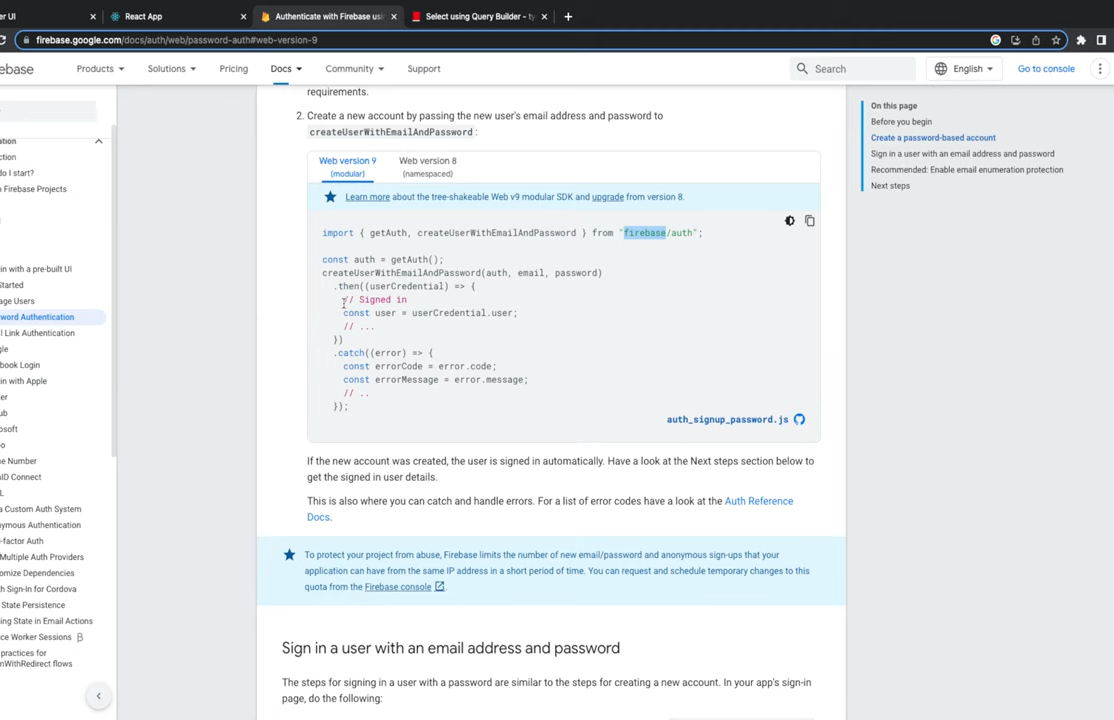 er UI
React App
Authenticate with Firebase usin
Select using Query Builder - ty
firebase.google.com/docs/auth/web/password-auth#web-version-9
ebase
Products
Solutions
Pricing
Docs
Community
Support
Search
English
Go to console
ation
ction
do I start?
h Firebase Projects
gn with a pre-built UI
Started
age Users
sword Authentication
l Link Authentication
gle
ebook Login
n with Apple
ter
ub
osoft
oo
ne Number
aID Connect
L
a Custom Auth System
nymous Authentication
i-factor Auth
Multiple Auth Providers
omize Dependencies
h Sign-In for Cordova
State Persistence
ing State in Email Actions
ice Worker Sessions β
practices for
InWithRedirect flows
requirements.
2. Create a new account by passing the new user's email address and password to
createUserWithEmailAndPassword :
Web version 9
(modular)
Web version 8
(namespaced)
Learn more about the tree-shakeable Web v9 modular SDK and upgrade from version 8.
import { getAuth, createUserWithEmailAndPassword } from "firebase/auth";
const auth = getAuth();
createUserWithEmailAndPassword(auth, email, password)
.then((userCredential) => {
// Signed in
const user = userCredential.user;
// ...
})
.catch((error) => {
const errorCode = error.code;
const errorMessage = error.message;
// ..
});
auth_signup_password.js
If the new account was created, the user is signed in automatically. Have a look at the Next steps section below to
get the signed in user details.
This is also where you can catch and handle errors. For a list of error codes have a look at the Auth Reference
Docs.
To protect your project from abuse, Firebase limits the number of new email/password and anonymous sign-ups that your
application can have from the same IP address in a short period of time. You can request and schedule temporary changes to this
quota from the Firebase console.
Sign in a user with an email address and password
The steps for signing in a user with a password are similar to the steps for creating a new account. In your app's sign-in
page, do the following:
On this page
Before you begin
Create a password-based account
Sign in a user with an email address and password
Recommended: Enable email enumeration protection
Next steps